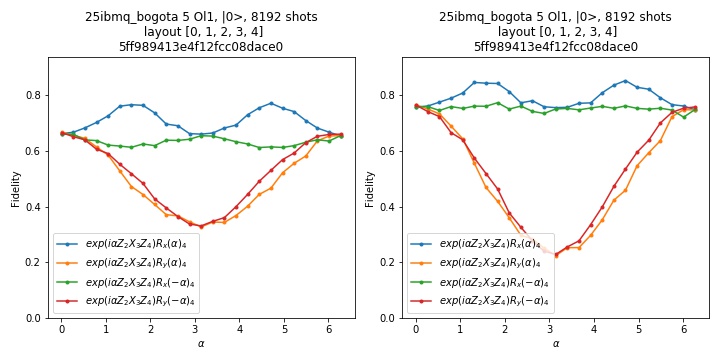 25ibmq_bogota 5 Ol1, |0>, 8192 shots
layout [0, 1, 2, 3, 4]
5ff989413e4f12fcc08dace0
Fidelity
0.8
0.6
0.4
0.2
0.0
exp(iαZ₂X₃Z₄)Rₓ(α)₄
exp(iαZ₂X₃Z₄)Rᵧ(α)₄
exp(iαZ₂X₃Z₄)Rₓ(−α)₄
exp(iαZ₂X₃Z₄)Rᵧ(−α)₄
0 1 2 3 4 5 6
α
25ibmq_bogota 5 Ol1, |0>, 8192 shots
layout [0, 1, 2, 3, 4]
5ff989413e4f12fcc08dace0
Fidelity
0.8
0.6
0.4
0.2
0.0
exp(iαZ₂X₃Z₄)Rₓ(α)₄
exp(iαZ₂X₃Z₄)Rᵧ(α)₄
exp(iαZ₂X₃Z₄)Rₓ(−α)₄
exp(iαZ₂X₃Z₄)Rᵧ(−α)₄
0 1 2 3 4 5 6
α